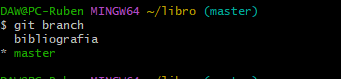 DAW@PC-Ruben MINGW64 ~/libro (master)
$ git branch
  bibliografia
* master